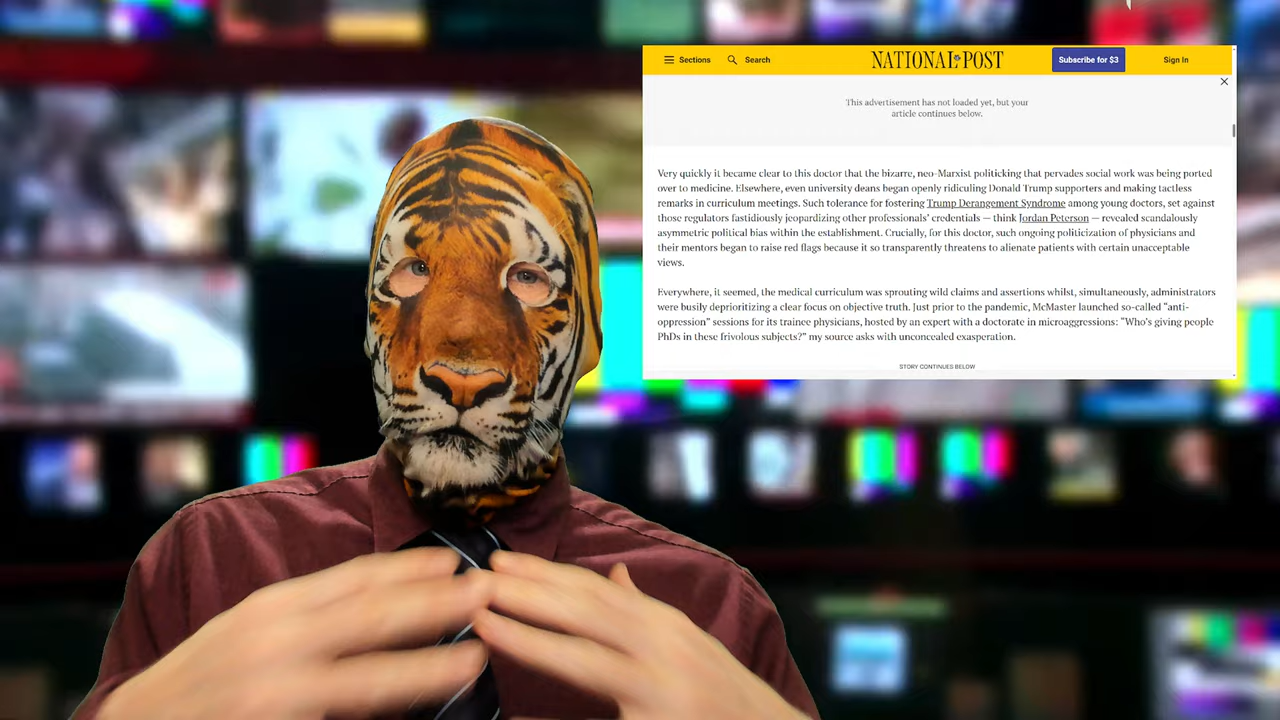 Sections
Search
NATIONAL POST
Subscribe for $3
Sign In
This advertisement has not loaded yet, but your
article continues below.
Very quickly it became clear to this doctor that the bizarre, neo-Marxist politicking that pervades social work was being ported
over to medicine. Elsewhere, even university deans began openly ridiculing Donald Trump supporters and making tactless
remarks in curriculum meetings. Such tolerance for fostering Trump Derangement Syndrome among young doctors, set against
those regulators fastidiously jeopardizing other professionals’ credentials — think Jordan Peterson — revealed scandalously
asymmetric political bias within the establishment. Crucially, for this doctor, such ongoing politicization of physicians and
their mentors began to raise red flags because it so transparently threatens to alienate patients with certain unacceptable
views.
Everywhere, it seemed, the medical curriculum was sprouting wild claims and assertions whilst, simultaneously, administrators
were busily deprioritizing a clear focus on objective truth. Just prior to the pandemic, McMaster launched so-called “anti-
oppression” sessions for its trainee physicians, hosted by an expert with a doctorate in microaggressions: “Who’s giving people
PhDs in these frivolous subjects?” my source asks with unconcealed exasperation.
STORY CONTINUES BELOW